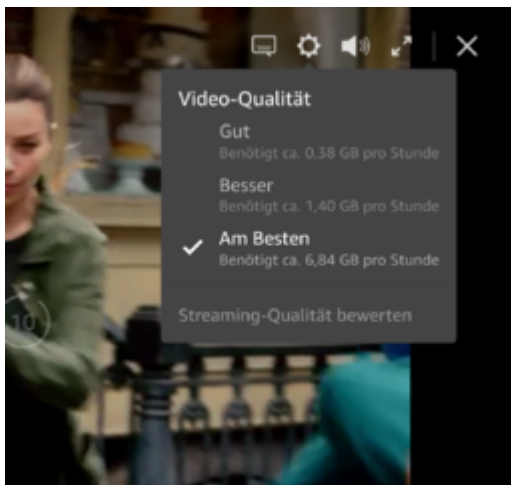 Video-Qualität
Gut
Benötigt ca. 0,38 GB pro Stunde
Besser
Benötigt ca. 1,40 GB pro Stunde
Am Besten
Benötigt ca. 6,84 GB pro Stunde
10
Streaming-Qualität bewerten